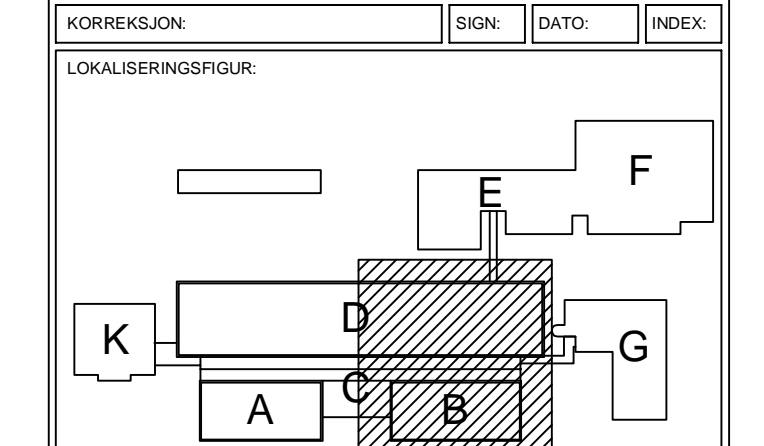 KORREKSJON: SIGN: DATO: INDEX:
LOKALISERINGSFIGUR:
F
E
D
K
G
C
A
B